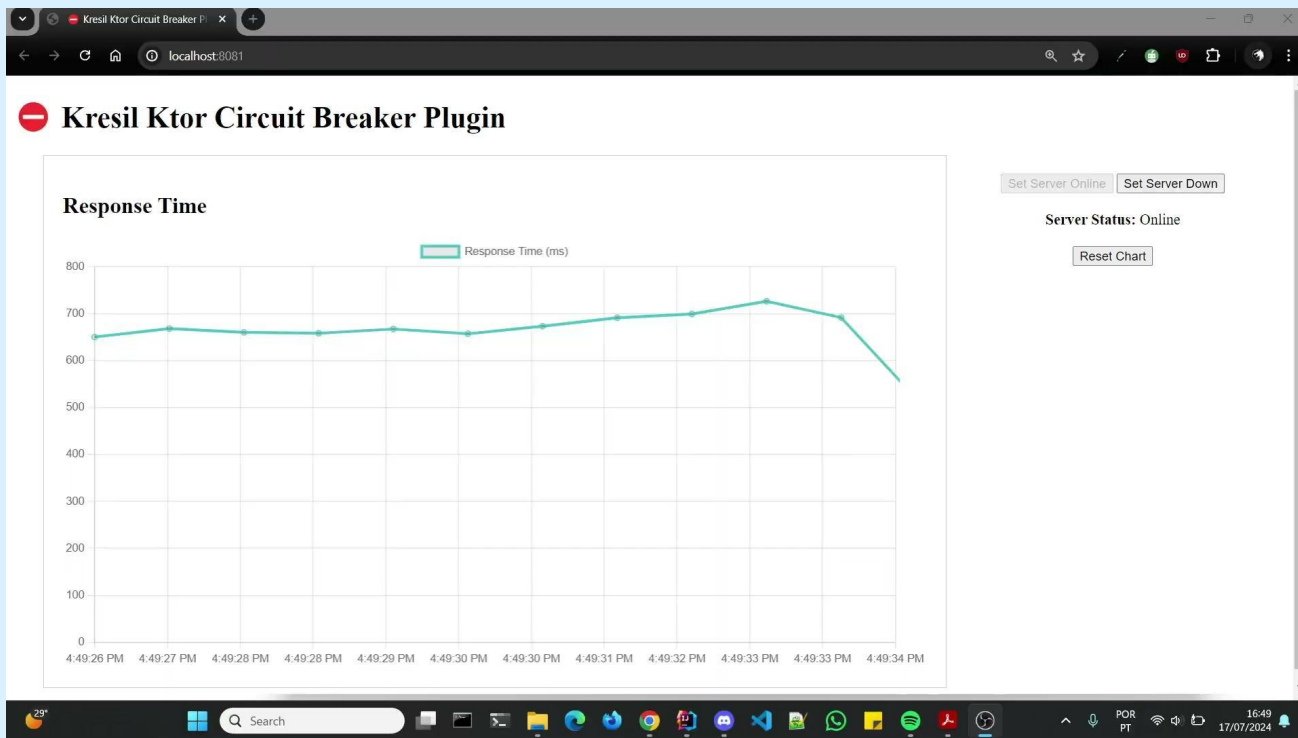 Kresil Ktor Circuit Breaker P
localhost:8081
Kresil Ktor Circuit Breaker Plugin
Set Server Online
Set Server Down
Response Time
Server Status: Online
Response Time (ms)
Reset Chart
800
700
600
500
400
300
200
100
0
4:49:26 PM 4:49:27 PM 4:49:28 PM 4:49:28 PM 4:49:29 PM 4:49:30 PM 4:49:30 PM 4:49:31 PM 4:49:32 PM 4:49:33 PM 4:49:33 PM 4:49:34 PM
29°
Search
POR
PT
16:49
17/07/2024